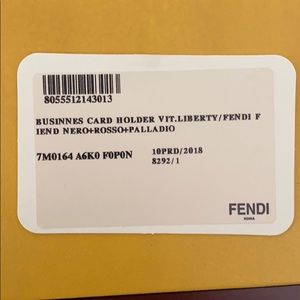 8055512143013
BUSINNES CARD HOLDER VIT.LIBERTY/FENDI F
IEND NERO+ROSSO+PALLADIO
7M0164 A6K0 F0P0N
10PRD/2018
8292/1
FENDI
ROMA